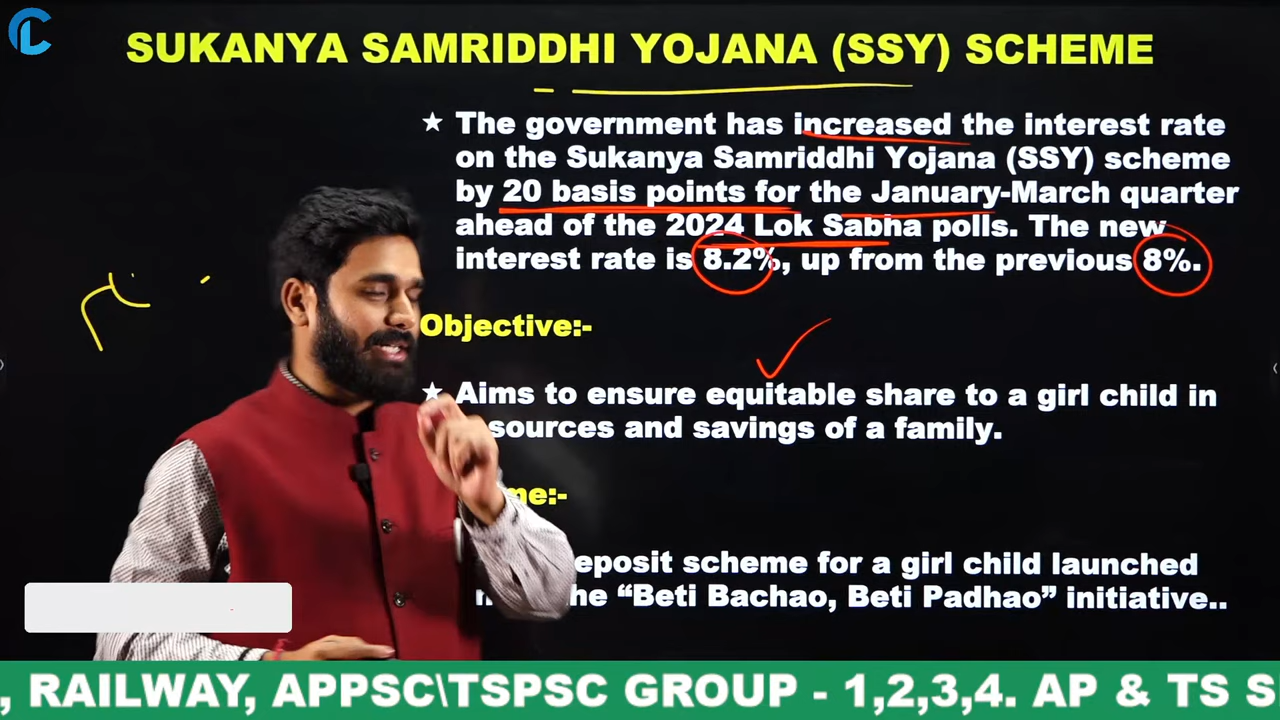 SUKANYA SAMRIDDHI YOJANA (SSY) SCHEME
★ The government has increased the interest rate
on the Sukanya Samriddhi Yojana (SSY) scheme
by 20 basis points for the January-March quarter
ahead of the 2024 Lok Sabha polls. The new
interest rate is 8.2%, up from the previous 8%.
Objective:-
★ Aims to ensure equitable share to a girl child in
sources and savings of a family.
me:-
eposit scheme for a girl child launched
he “Beti Bachao, Beti Padhao” initiative..
, RAILWAY, APPSC\TSPSC GROUP - 1,2,3,4. AP & TS S